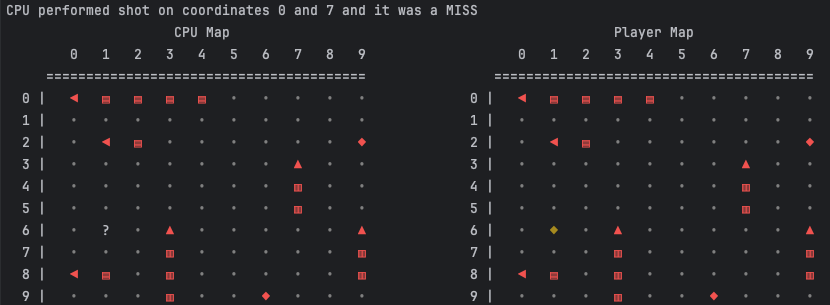 CPU performed shot on coordinates 0 and 7 and it was a MISS
CPU Map Player Map
0 1 2 3 4 5 6 7 8 9 0 1 2 3 4 5 6 7 8 9
======================================== ========================================
0 | ◄ ▤ ▤ ▤ ▤ • • • • • 0 | ◄ ▤ ▤ ▤ ▤ • • • • •
1 | • • • • • • • • • • 1 | • • • • • • • • • •
2 | • ◄ ▤ • • • • • • ◆ 2 | • ◄ ▤ • • • • • • ◆
3 | • • • • • • • ▲ • • 3 | • • • • • • • ▲ • •
4 | • • • • • • • ▥ • • 4 | • • • • • • • ▥ • •
5 | • • • • • • • ▥ • • 5 | • • • • • • • ▥ • •
6 | • ? • ▲ • • • • • ▲ 6 | • ◆ • ▲ • • • • • ▲
7 | • • • ▥ • • • • • ▥ 7 | • • • ▥ • • • • • ▥
8 | ◄ ▤ • ▥ • • • • • ▥ 8 | ◄ ▤ • ▥ • • • • • ▥
9 | • • • ▥ • • ◆ • • • 9 | • • • ▥ • • ◆ • • •